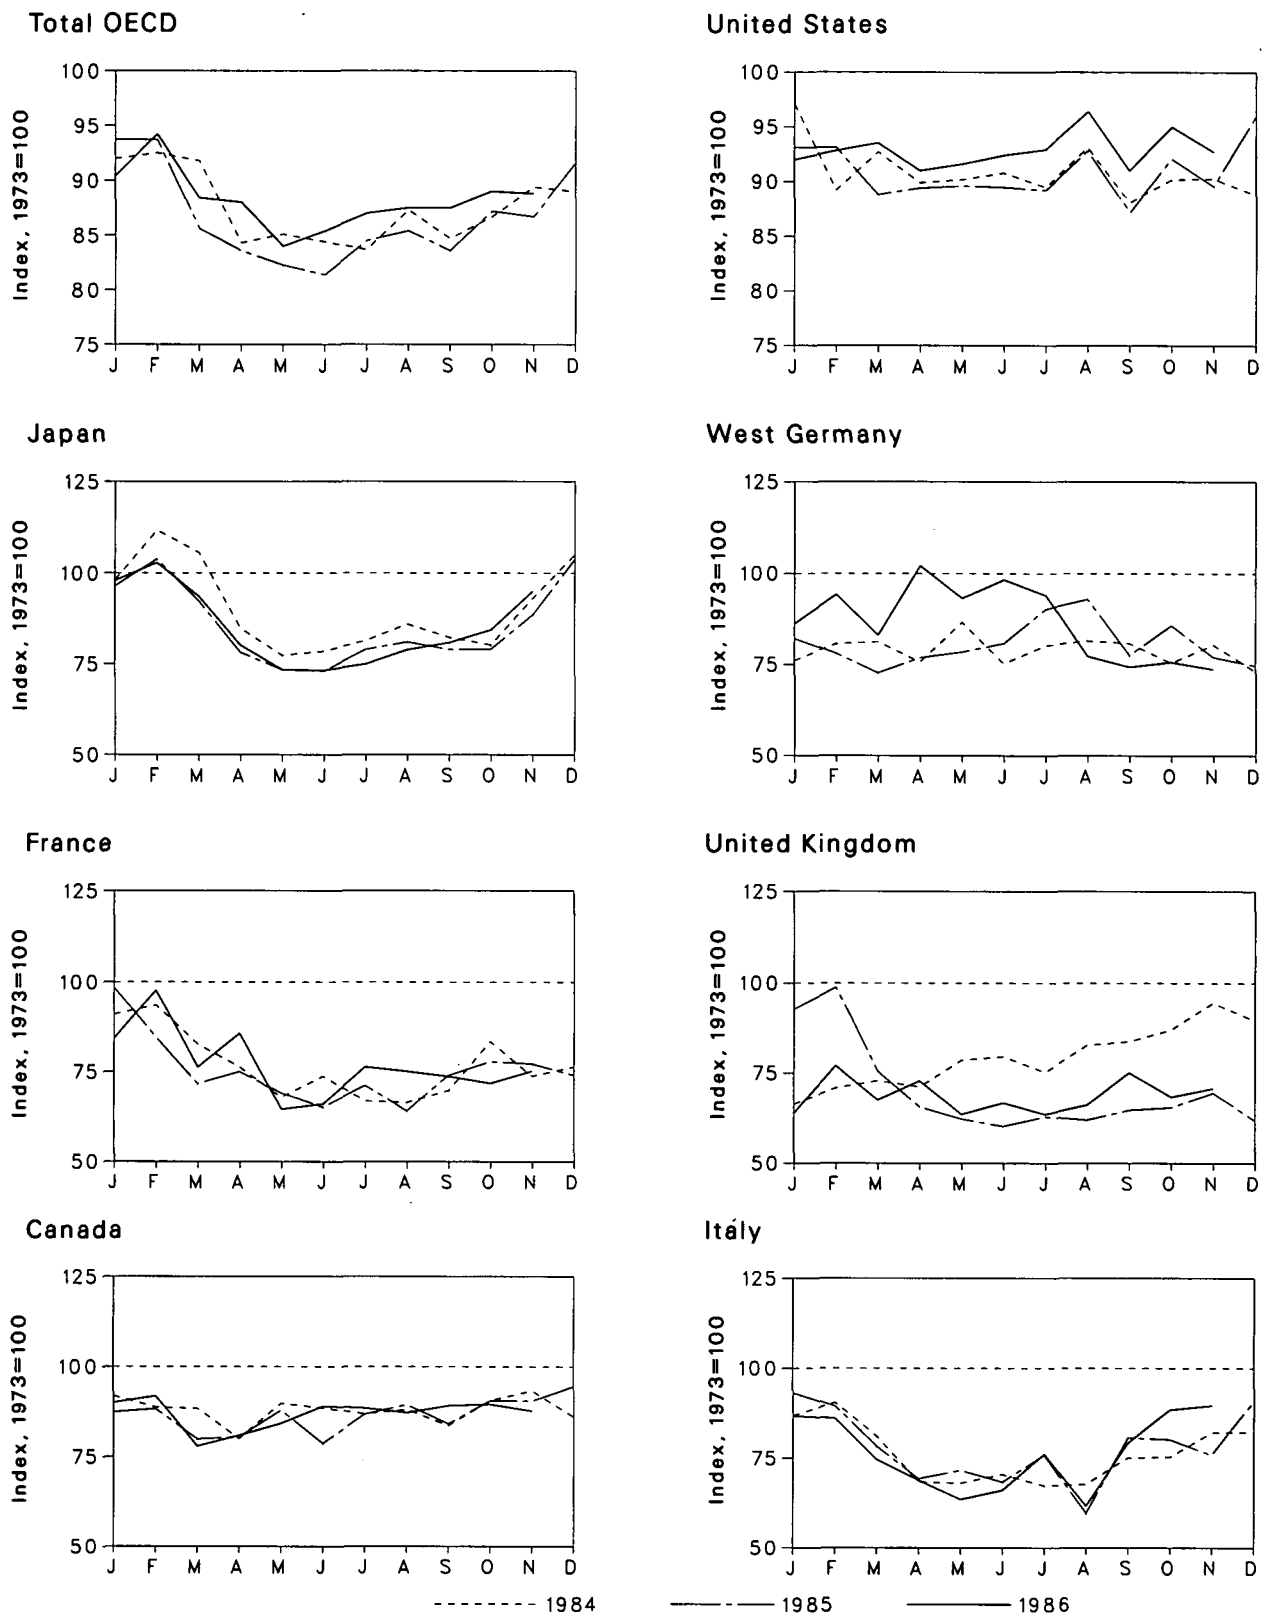 Total OECD
United States
Index, 1973=100
100
95
90
85
80
75
J F M A M J J A S O N D
Index, 1973=100
100
95
90
85
80
75
J F M A M J J A S O N D
Japan
West Germany
Index, 1973=100
125
100
75
50
J F M A M J J A S O N D
Index, 1973=100
125
100
75
50
J F M A M J J A S O N D
France
United Kingdom
Index, 1973=100
125
100
75
50
J F M A M J J A S O N D
Index, 1973=100
125
100
75
50
J F M A M J J A S O N D
Canada
Italy
Index, 1973=100
125
100
75
50
J F M A M J J A S O N D
Index, 1973=100
125
100
75
50
J F M A M J J A S O N D
1984 1985 1986